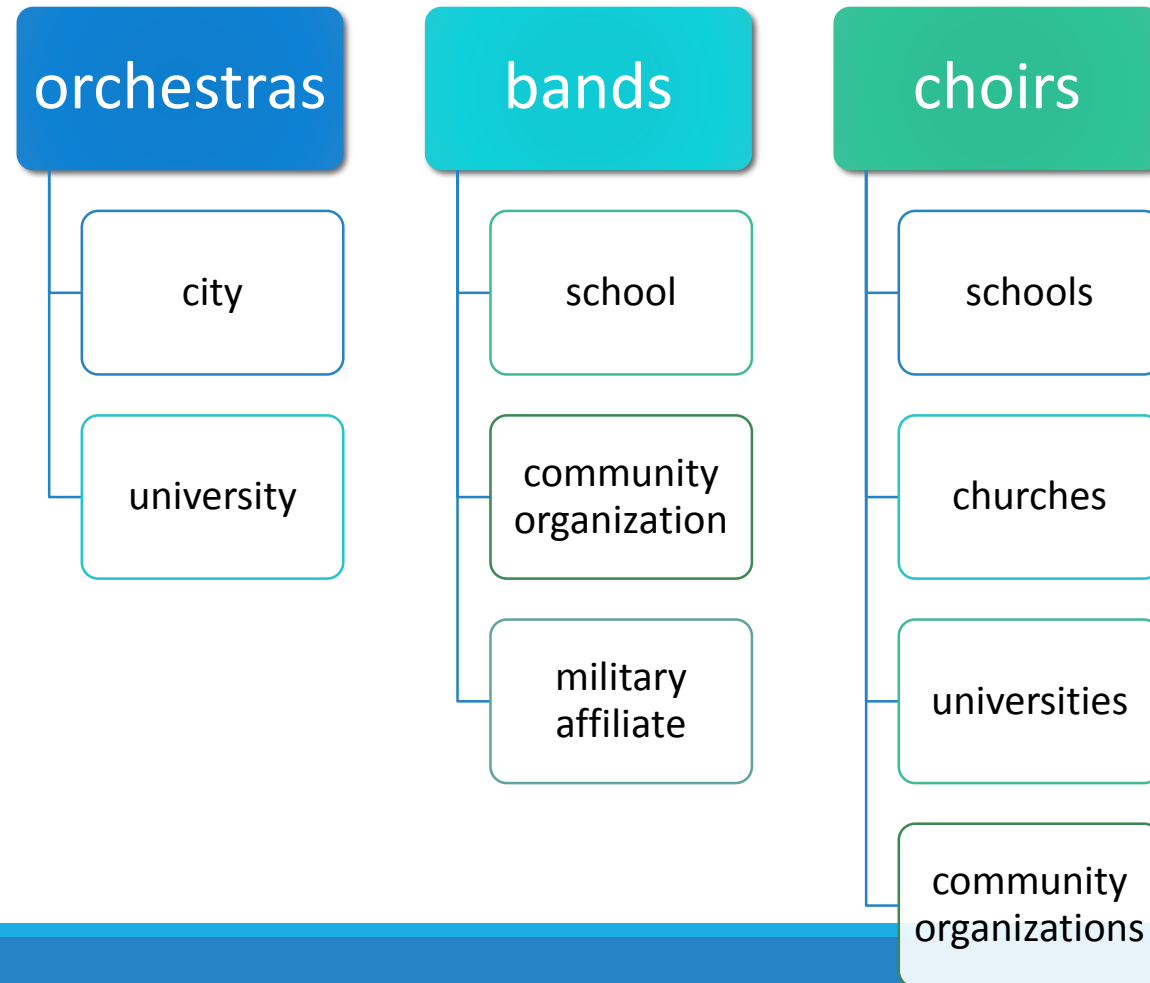 orchestras
city
university
bands
school
community
organization
military
affiliate
choirs
schools
churches
universities
community
organizations